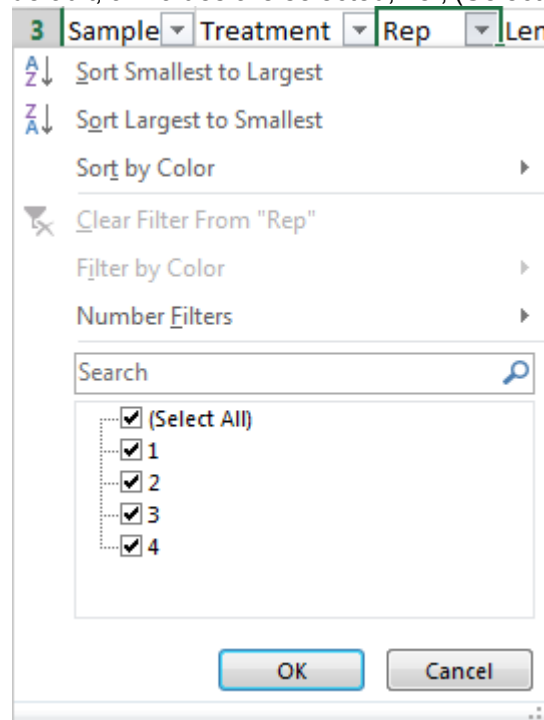 3 Sample Treatment Rep Len
A Z Sort Smallest to Largest
Z A Sort Largest to Smallest
Sort by Color
Clear Filter From "Rep"
Filter by Color
Number Filters
Search
(Select All)
1
2
3
4
OK Cancel